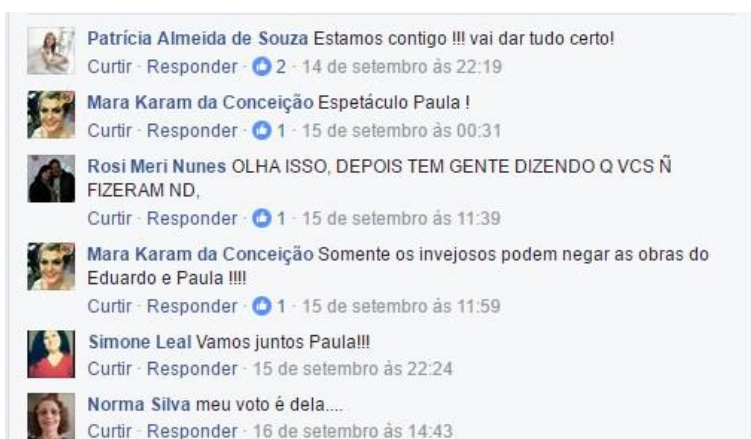 Patrícia Almeida de Souza Estamos contigo !!! vai dar tudo certo!
Curtir · Responder · 2 · 14 de setembro às 22:19
Mara Karam da Conceição Espetáculo Paula !
Curtir · Responder · 1 · 15 de setembro às 00:31
Rosi Meri Nunes OLHA ISSO, DEPOIS TEM GENTE DIZENDO Q VCS Ñ
FIZERAM ND,
Curtir · Responder · 1 · 15 de setembro às 11:39
Mara Karam da Conceição Somente os invejosos podem negar as obras do
Eduardo e Paula !!!!
Curtir · Responder · 1 · 15 de setembro às 11:59
Simone Leal Vamos juntos Paula!!!
Curtir · Responder · 15 de setembro às 22:24
Norma Silva meu voto é dela....
Curtir · Responder · 16 de setembro às 14:43